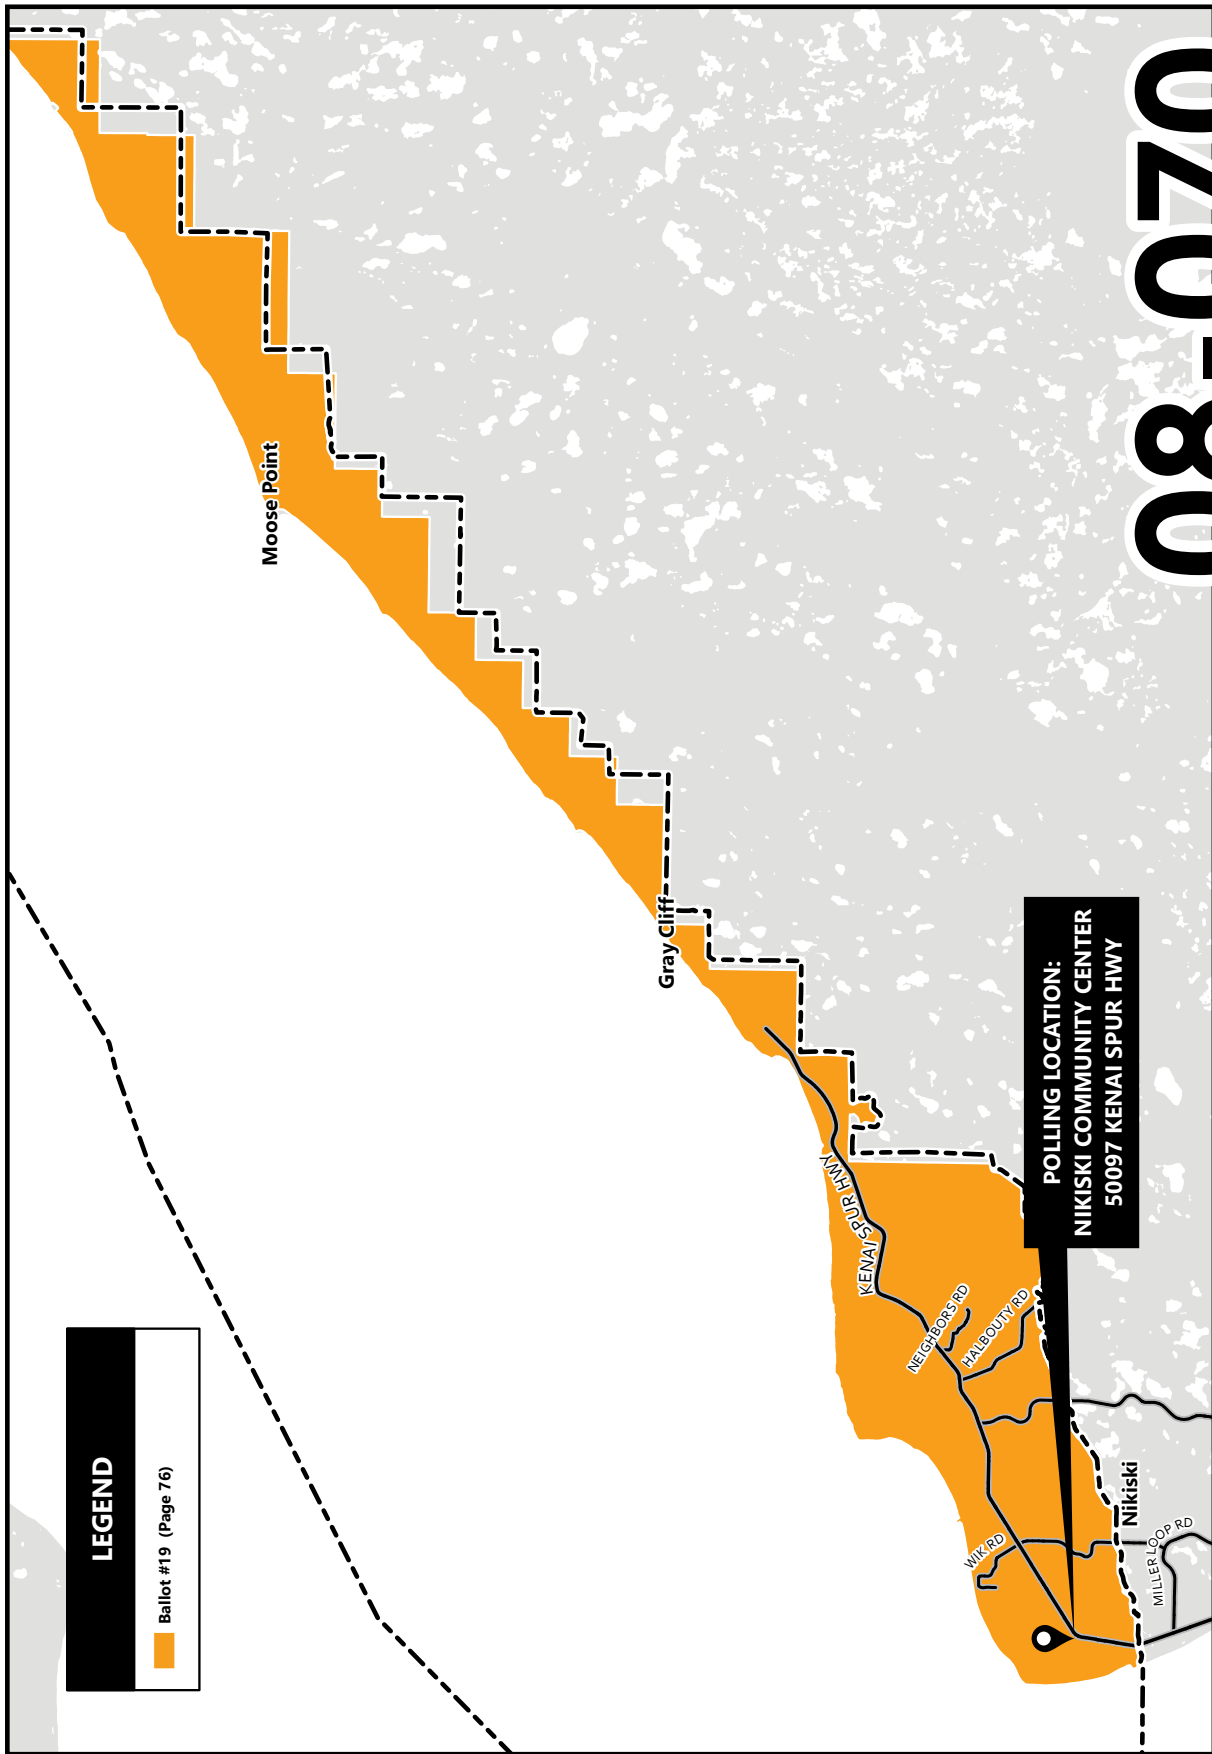 08-070
Moose Point
Gray Cliff
KENAI SPUR HWY
NEIGHBORS RD
HALBOUTY RD
WIK RD
Nikiski
MILLER LOOP RD
POLLING LOCATION:
NIKISKI COMMUNITY CENTER
50097 KENAI SPUR HWY
LEGEND
Ballot #19 (Page 76)